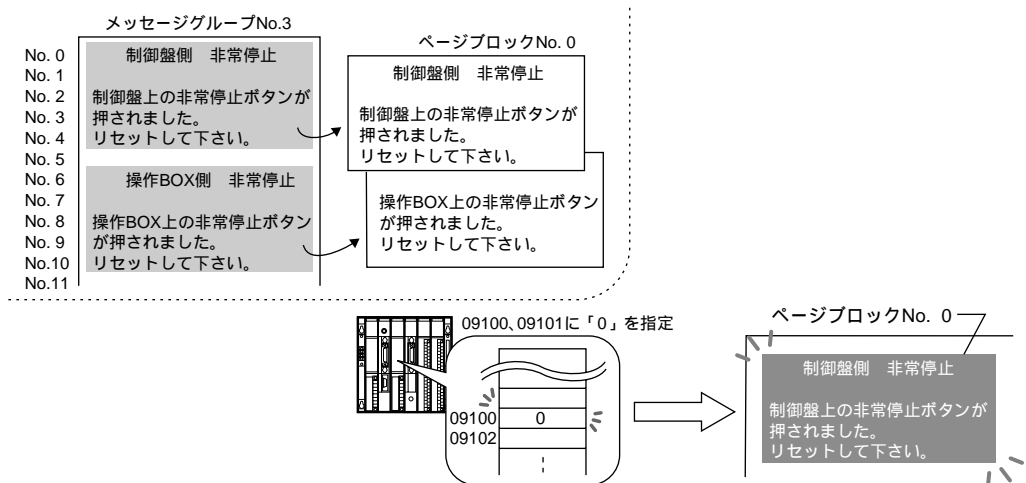 メッセージグループNo.3
No. 0
No. 1
No. 2
No. 3
No. 4
No. 5
No. 6
No. 7
No. 8
No. 9
No.10
No.11
制御盤側　非常停止
制御盤上の非常停止ボタンが
押されました。
リセットして下さい。
操作BOX側　非常停止
操作BOX上の非常停止ボタン
が押されました。
リセットして下さい。
ページブロックNo. 0
制御盤側　非常停止
制御盤上の非常停止ボタンが
押されました。
リセットして下さい。
操作BOX上の非常停止ボタン
が押されました。
リセットして下さい。
09100、09101に「0」を指定
09100 0
09102
ページブロックNo. 0
制御盤側　非常停止
制御盤上の非常停止ボタンが
押されました。
リセットして下さい。